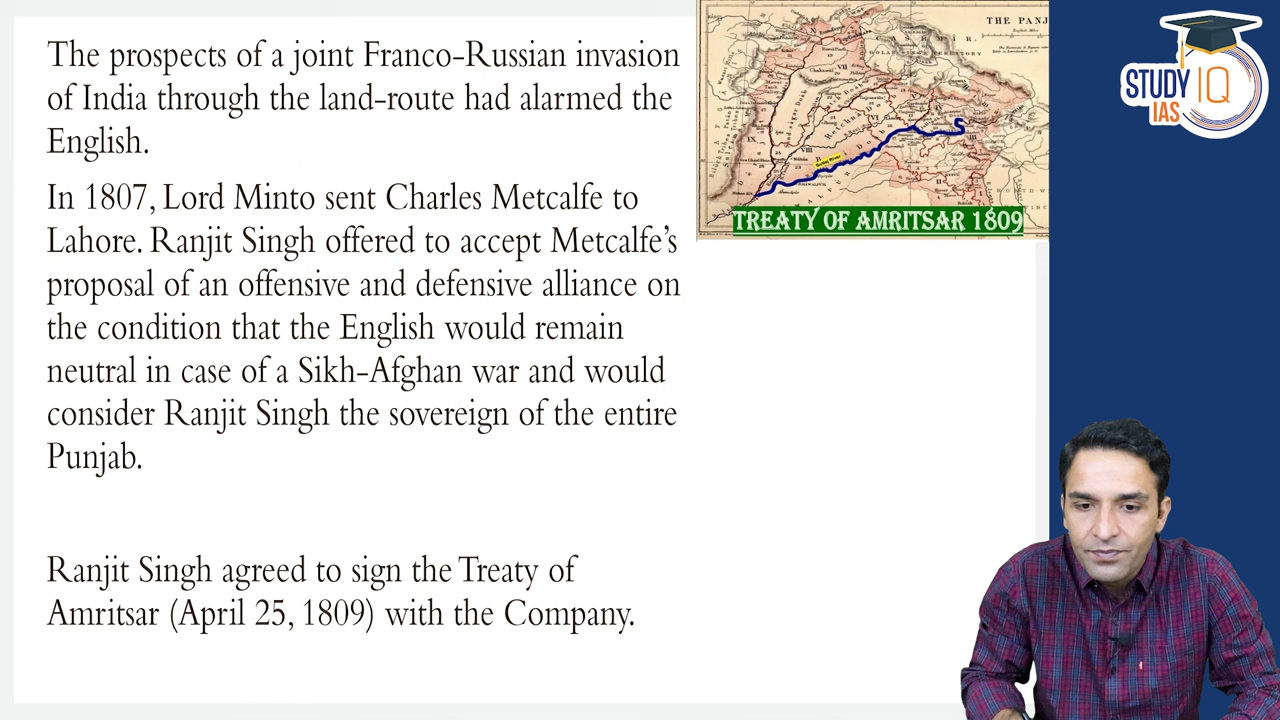 The prospects of a joint Franco-Russian invasion
of India through the land-route had alarmed the
English.
In 1807, Lord Minto sent Charles Metcalfe to
Lahore. Ranjit Singh offered to accept Metcalfe's
proposal of an offensive and defensive alliance on
the condition that the English would remain
neutral in case of a Sikh-Afghan war and would
consider Ranjit Singh the sovereign of the entire
Punjab.
Ranjit Singh agreed to sign the Treaty of
Amritsar (April 25, 1809) with the Company.
THE PANJ
TREATY OF AMRITSAR 1809
STUDY IQ
IAS